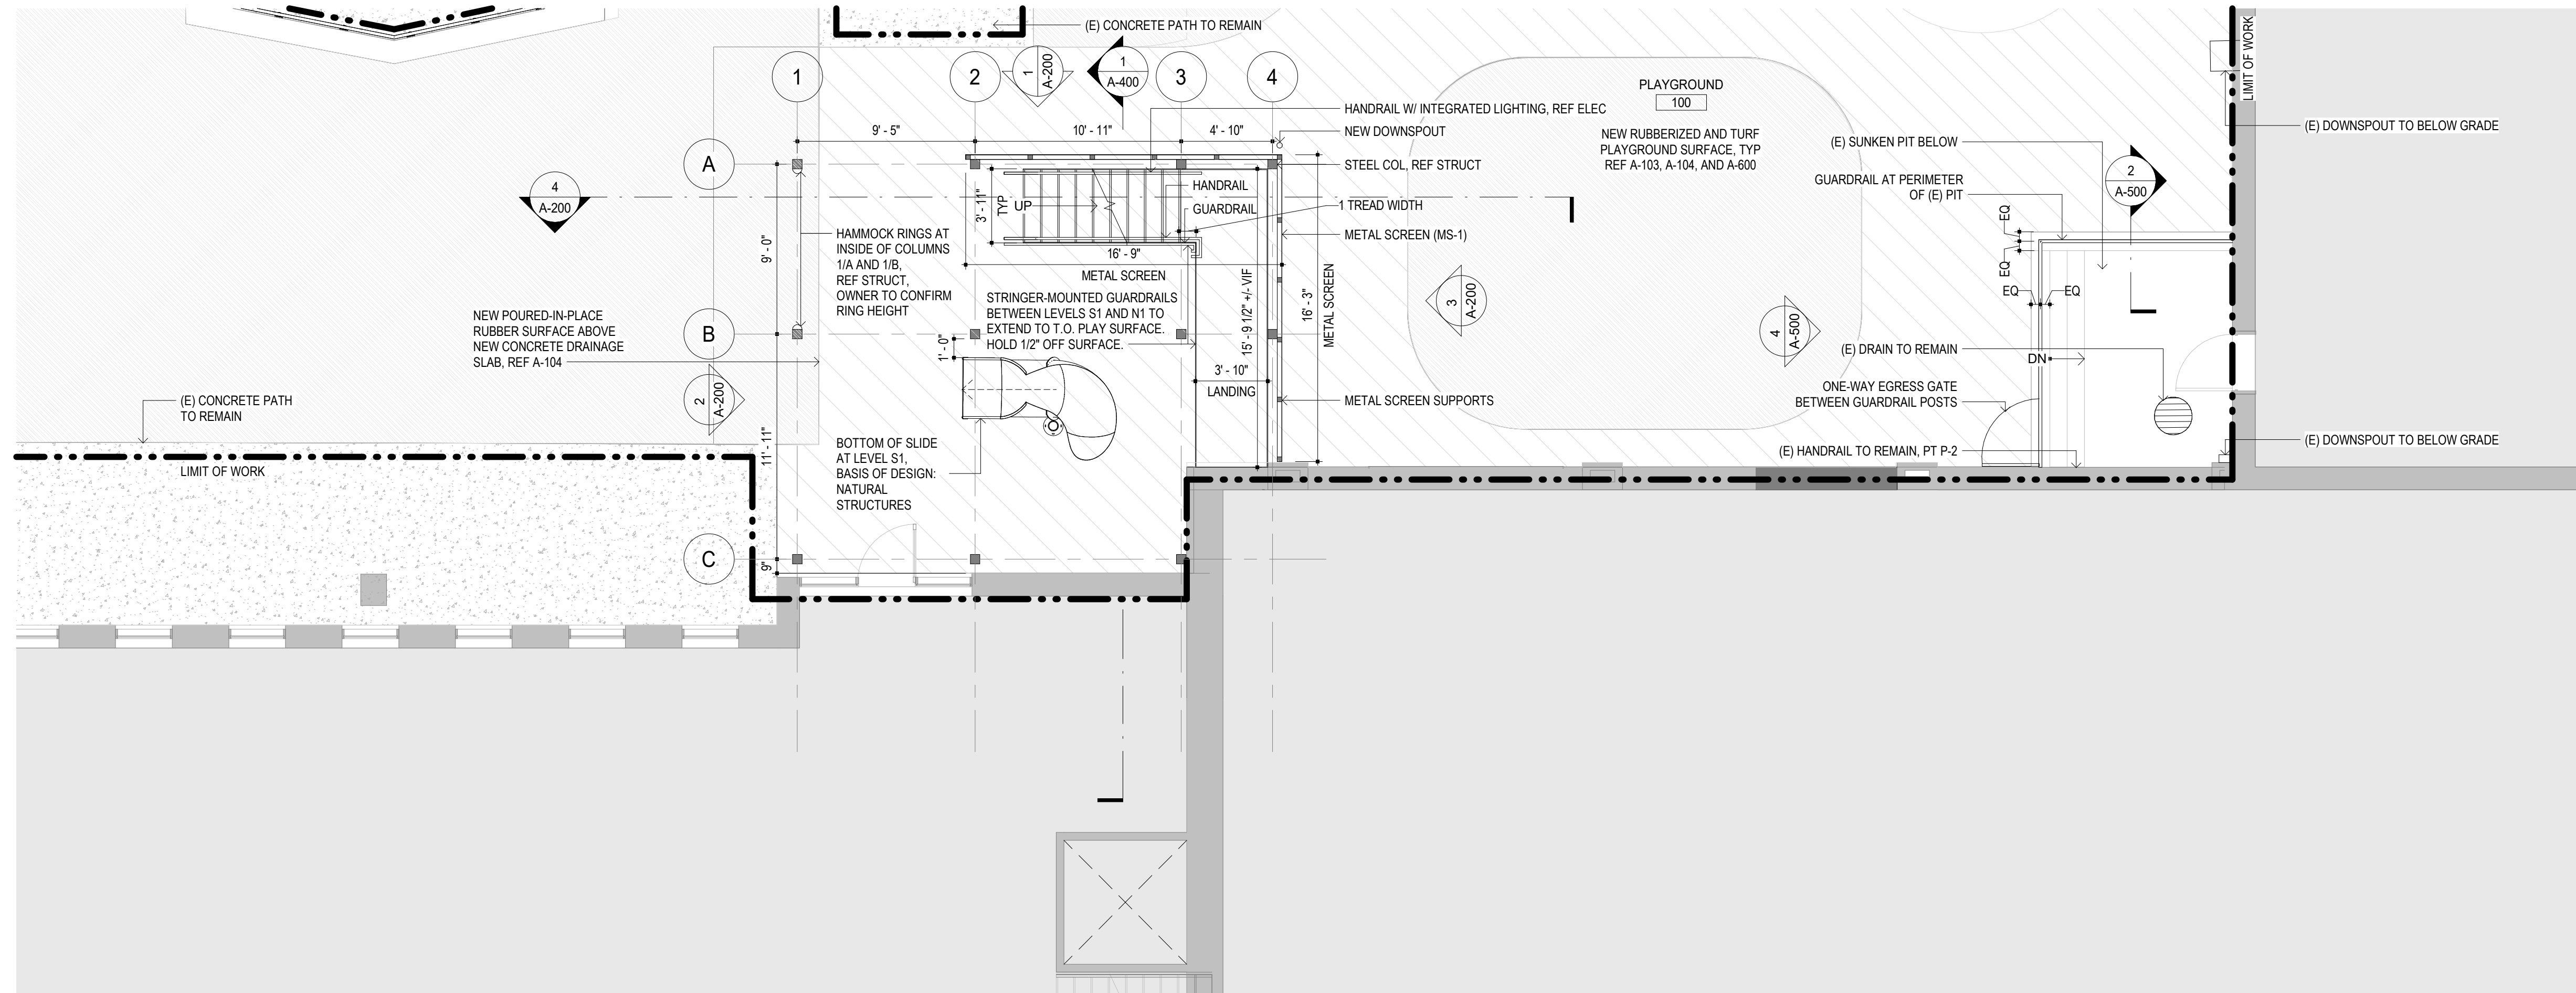 (E) CONCRETE PATH TO REMAIN
1
2
1
A-200
1
A-400
3
4
LIMIT OF WORK
PLAYGROUND
100
HANDRAIL W/ INTEGRATED LIGHTING, REF ELEC
NEW DOWNSPOUT
STEEL COL, REF STRUCT
9' - 5"
10' - 11"
4' - 10"
NEW RUBBERIZED AND TURF
PLAYGROUND SURFACE, TYP
REF A-103, A-104, AND A-600
(E) DOWNSPOUT TO BELOW GRADE
(E) SUNKEN PIT BELOW
GUARDRAIL AT PERIMETER
OF (E) PIT
2
A-500
A
4
A-200
3' - 11"
TYP
UP
HANDRAIL
GUARDRAIL
1 TREAD WIDTH
METAL SCREEN (MS-1)
16' - 9"
METAL SCREEN
HAMMOCK RINGS AT
INSIDE OF COLUMNS
1/A AND 1/B,
REF STRUCT,
OWNER TO CONFIRM
RING HEIGHT
9' - 0"
STRINGER-MOUNTED GUARDRAILS
BETWEEN LEVELS S1 AND N1 TO
EXTEND TO T.O. PLAY SURFACE.
HOLD 1/2" OFF SURFACE.
15' - 9 1/2" +/- VIF
16' - 3"
METAL SCREEN
3
A-200
4
A-500
EQ
EQ
EQ
EQ
NEW POURED-IN-PLACE
RUBBER SURFACE ABOVE
NEW CONCRETE DRAINAGE
SLAB, REF A-104
B
1' - 0"
2
A-200
3' - 10"
LANDING
METAL SCREEN SUPPORTS
(E) DRAIN TO REMAIN
DN
ONE-WAY EGRESS GATE
BETWEEN GUARDRAIL POSTS
(E) HANDRAIL TO REMAIN, PT P-2
(E) DOWNSPOUT TO BELOW GRADE
(E) CONCRETE PATH
TO REMAIN
LIMIT OF WORK
11' - 11"
BOTTOM OF SLIDE
AT LEVEL S1,
BASIS OF DESIGN:
NATURAL
STRUCTURES
C
9"